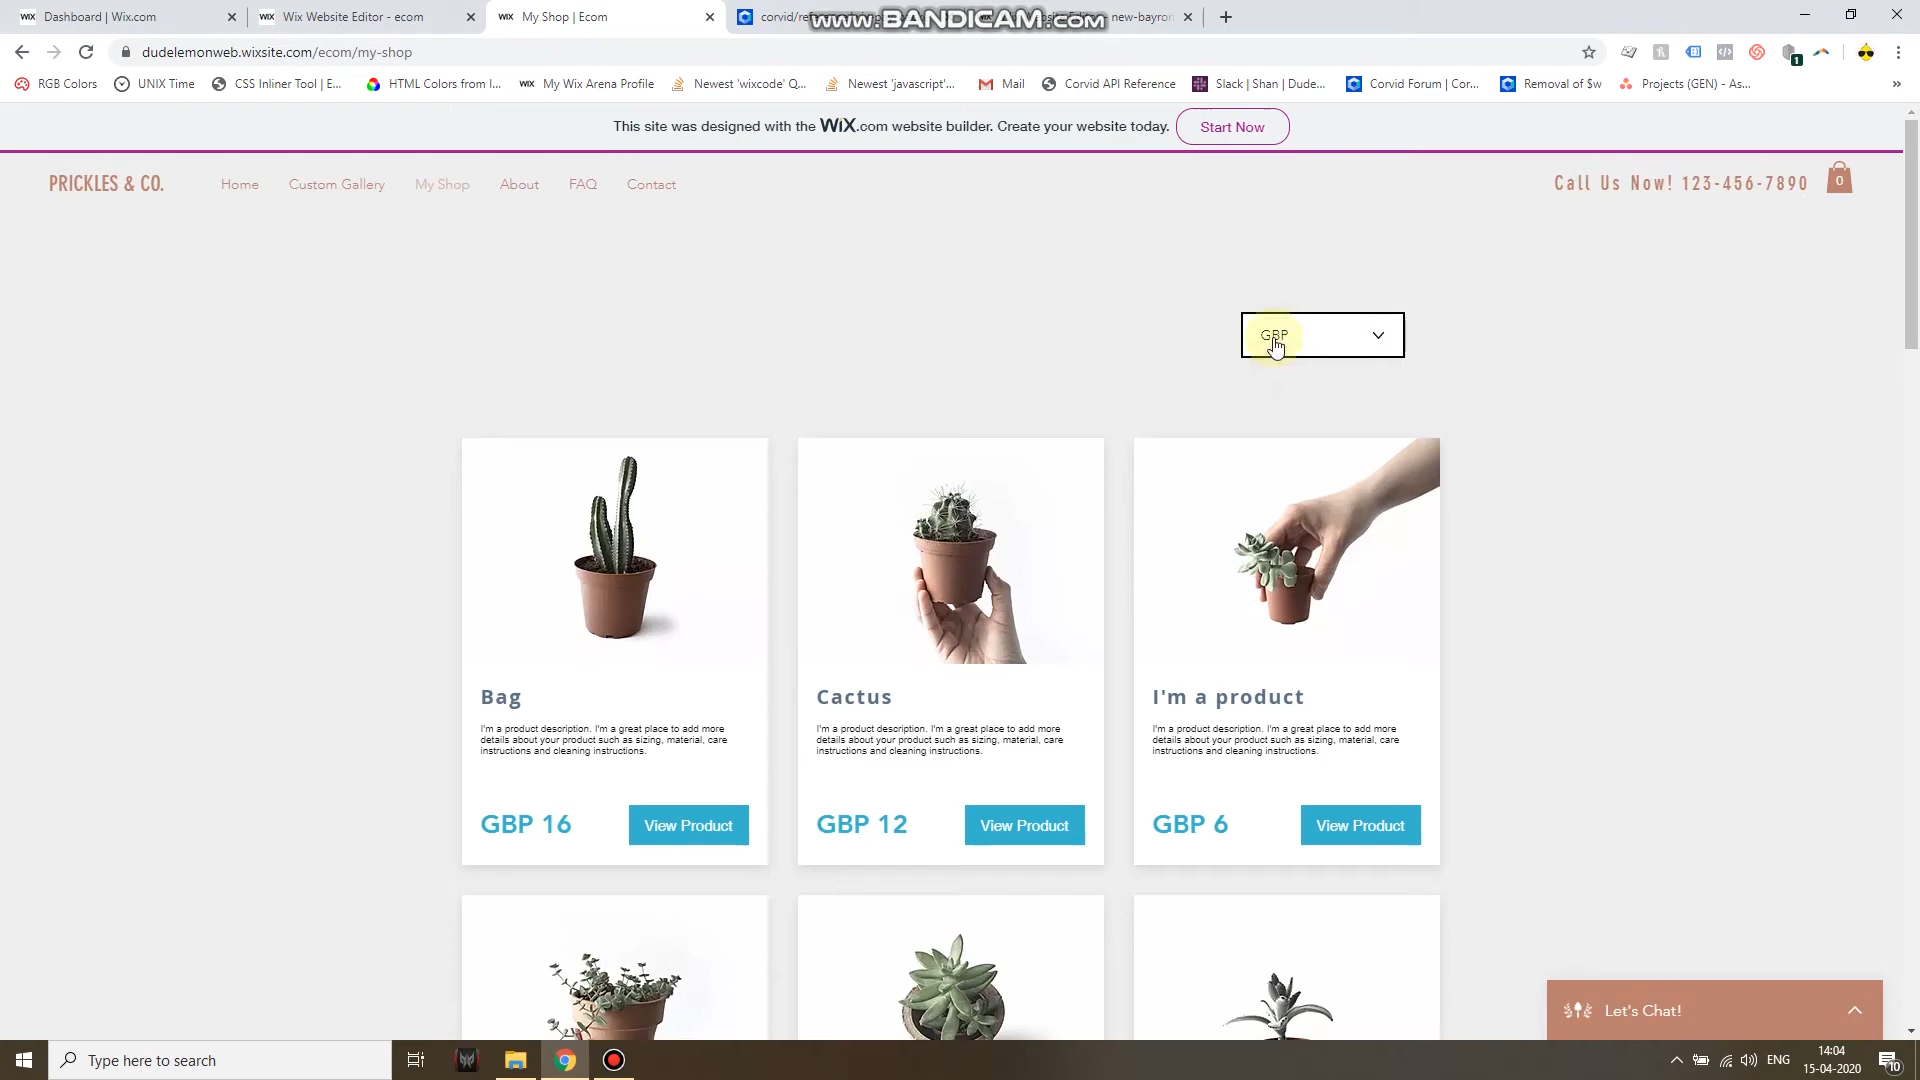 Dashboard | Wix.com
Wix Website Editor - ecom
My Shop | Ecom
www.BANDICAM.com
dudelemonweb.wixsite.com/ecom/my-shop
RGB Colors
UNIX Time
CSS Inliner Tool | E...
HTML Colors from I...
WIX My Wix Arena Profile
Newest 'wixcode' Q...
Newest 'javascript'...
Mail
Corvid API Reference
Slack | Shan | Dude...
Corvid Forum | Cor...
Removal of $w
Projects (GEN) - As...
This site was designed with the WiX.com website builder. Create your website today.
Start Now
PRICKLES & CO.
Home
Custom Gallery
My Shop
About
FAQ
Contact
Call Us Now! 123-456-7890
0
GBP
Bag
I'm a product description. I'm a great place to add more
details about your product such as sizing, material, care
instructions and cleaning instructions.
GBP 16
View Product
Cactus
I'm a product description. I'm a great place to add more
details about your product such as sizing, material, care
instructions and cleaning instructions.
GBP 12
View Product
I'm a product
I'm a product description. I'm a great place to add more
details about your product such as sizing, material, care
instructions and cleaning instructions.
GBP 6
View Product
Let's Chat!
Type here to search
ENG
14:04
15-04-2020
10